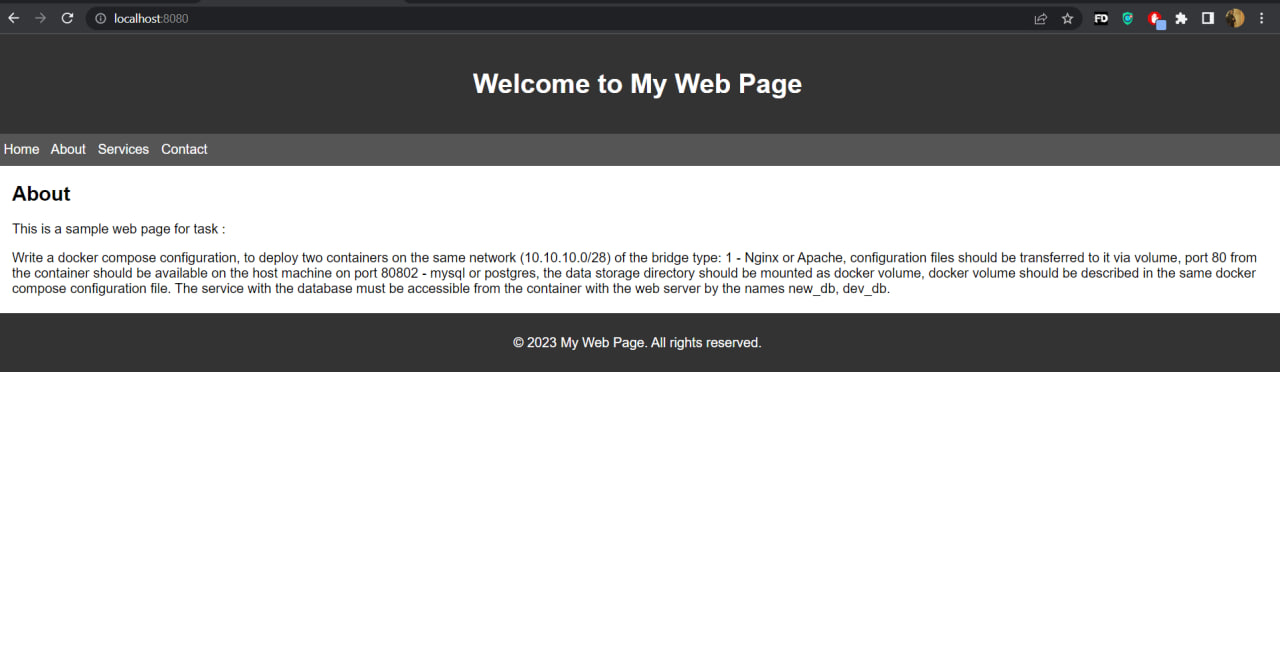 localhost:8080
FD
Welcome to My Web Page
Home About Services Contact
About
This is a sample web page for task :
Write a docker compose configuration, to deploy two containers on the same network (10.10.10.0/28) of the bridge type: 1 - Nginx or Apache, configuration files should be transferred to it via volume, port 80 from
the container should be available on the host machine on port 80802 - mysql or postgres, the data storage directory should be mounted as docker volume, docker volume should be described in the same docker
compose configuration file. The service with the database must be accessible from the container with the web server by the names new_db, dev_db.
© 2023 My Web Page. All rights reserved.